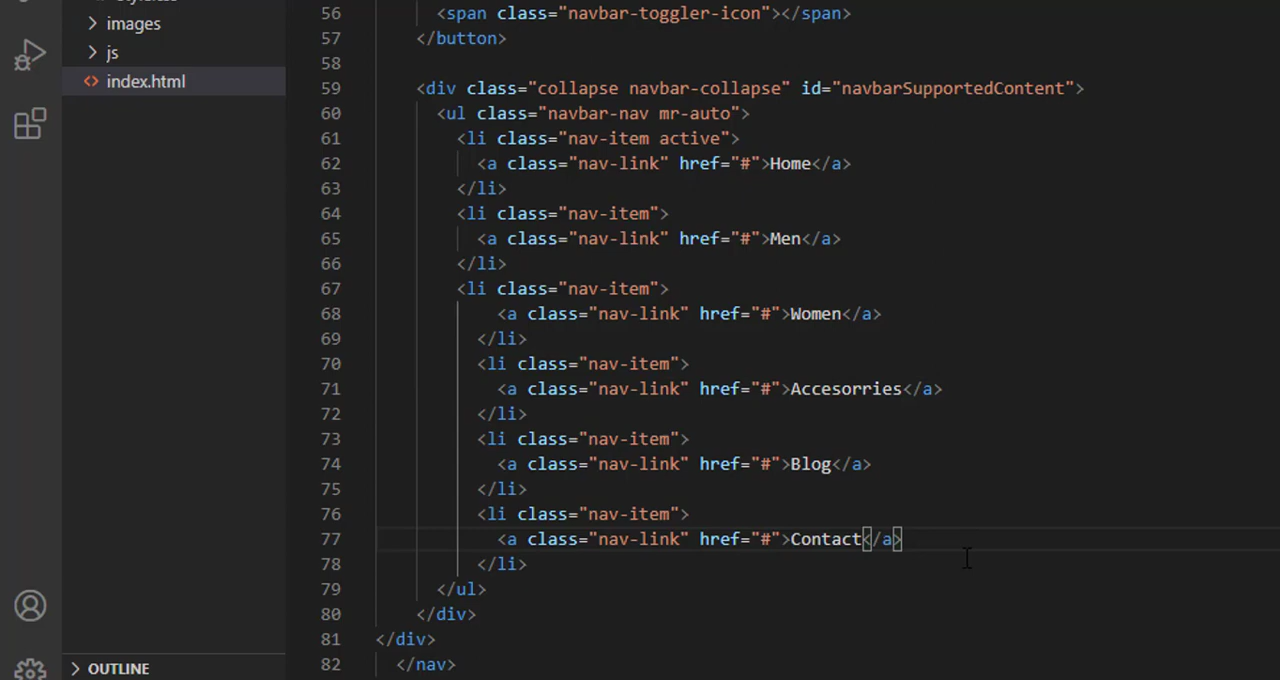 images
js
index.html
OUTLINE
56 <span class="navbar-toggler-icon"></span>
57 </button>
58
59 <div class="collapse navbar-collapse" id="navbarSupportedContent">
60 <ul class="navbar-nav mr-auto">
61 <li class="nav-item active">
62 <a class="nav-link" href="#">Home</a>
63 </li>
64 <li class="nav-item">
65 <a class="nav-link" href="#">Men</a>
66 </li>
67 <li class="nav-item">
68 <a class="nav-link" href="#">Women</a>
69 </li>
70 <li class="nav-item">
71 <a class="nav-link" href="#">Accesorries</a>
72 </li>
73 <li class="nav-item">
74 <a class="nav-link" href="#">Blog</a>
75 </li>
76 <li class="nav-item">
77 <a class="nav-link" href="#">Contact</a>
78 </li>
79 </ul>
80 </div>
81 </div>
82 </nav>